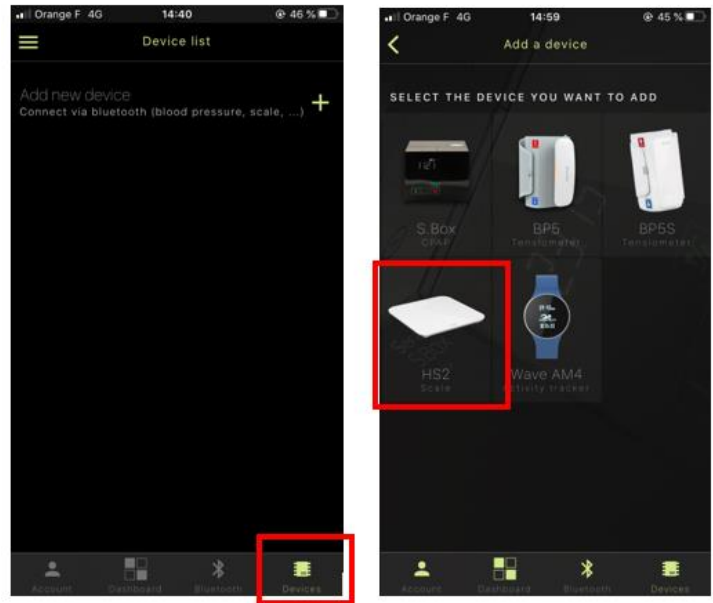 Orange F 4G 14:40 46 %
Device list
Add new device
Connect via bluetooth (blood pressure, scale, ...) +
Account Dashboard Bluetooth Devices
Orange F 4G 14:59 45 %
Add a device
SELECT THE DEVICE YOU WANT TO ADD
S.Box BP5 BP5S
CPAP Tensiometer Tensiometer
HS2 Wave AM4
Scale Activity tracker
Account Dashboard Bluetooth Devices